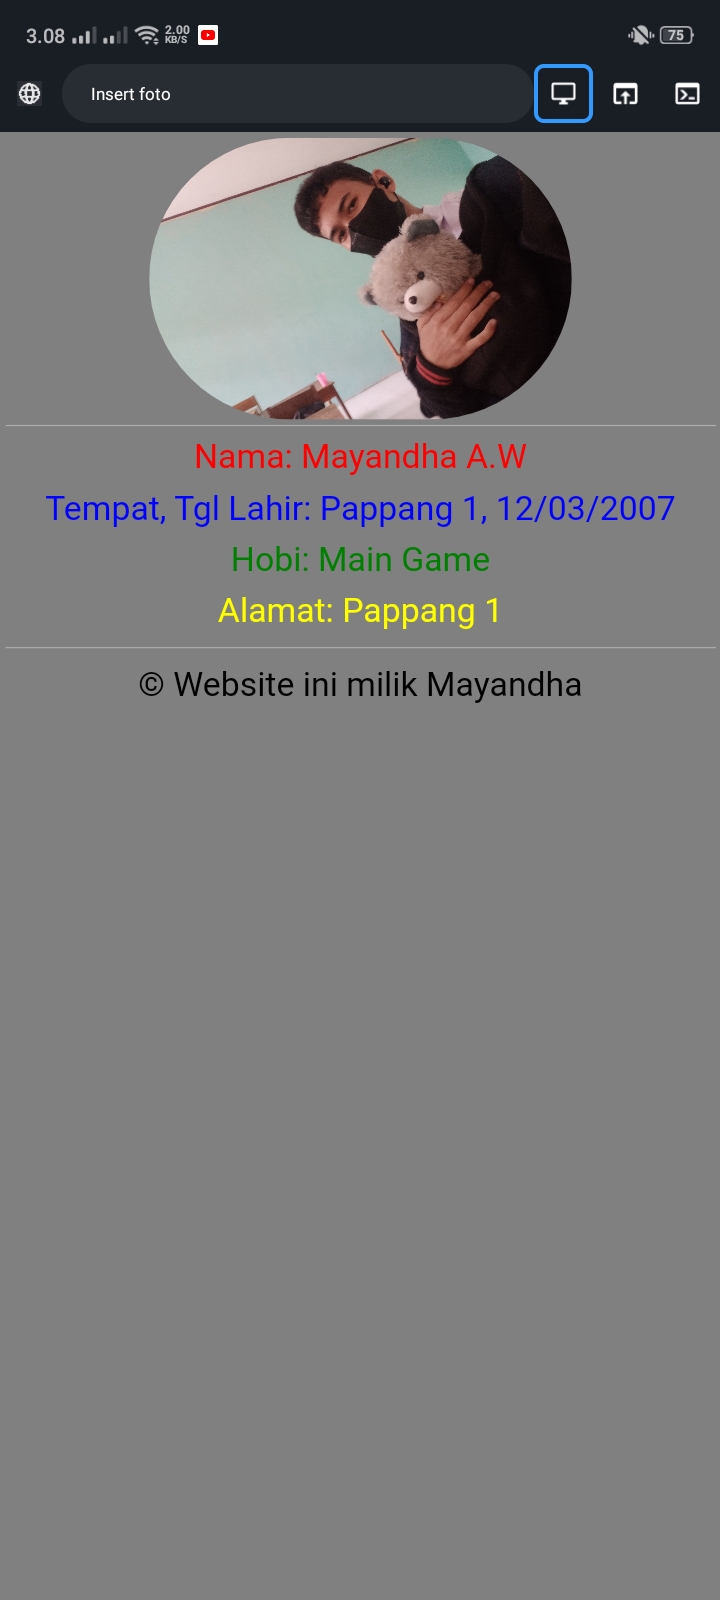 3.08
2.00
KB/S
75
Insert foto
Nama: Mayandha A.W
Tempat, Tgl Lahir: Pappang 1, 12/03/2007
Hobi: Main Game
Alamat: Pappang 1
© Website ini milik Mayandha